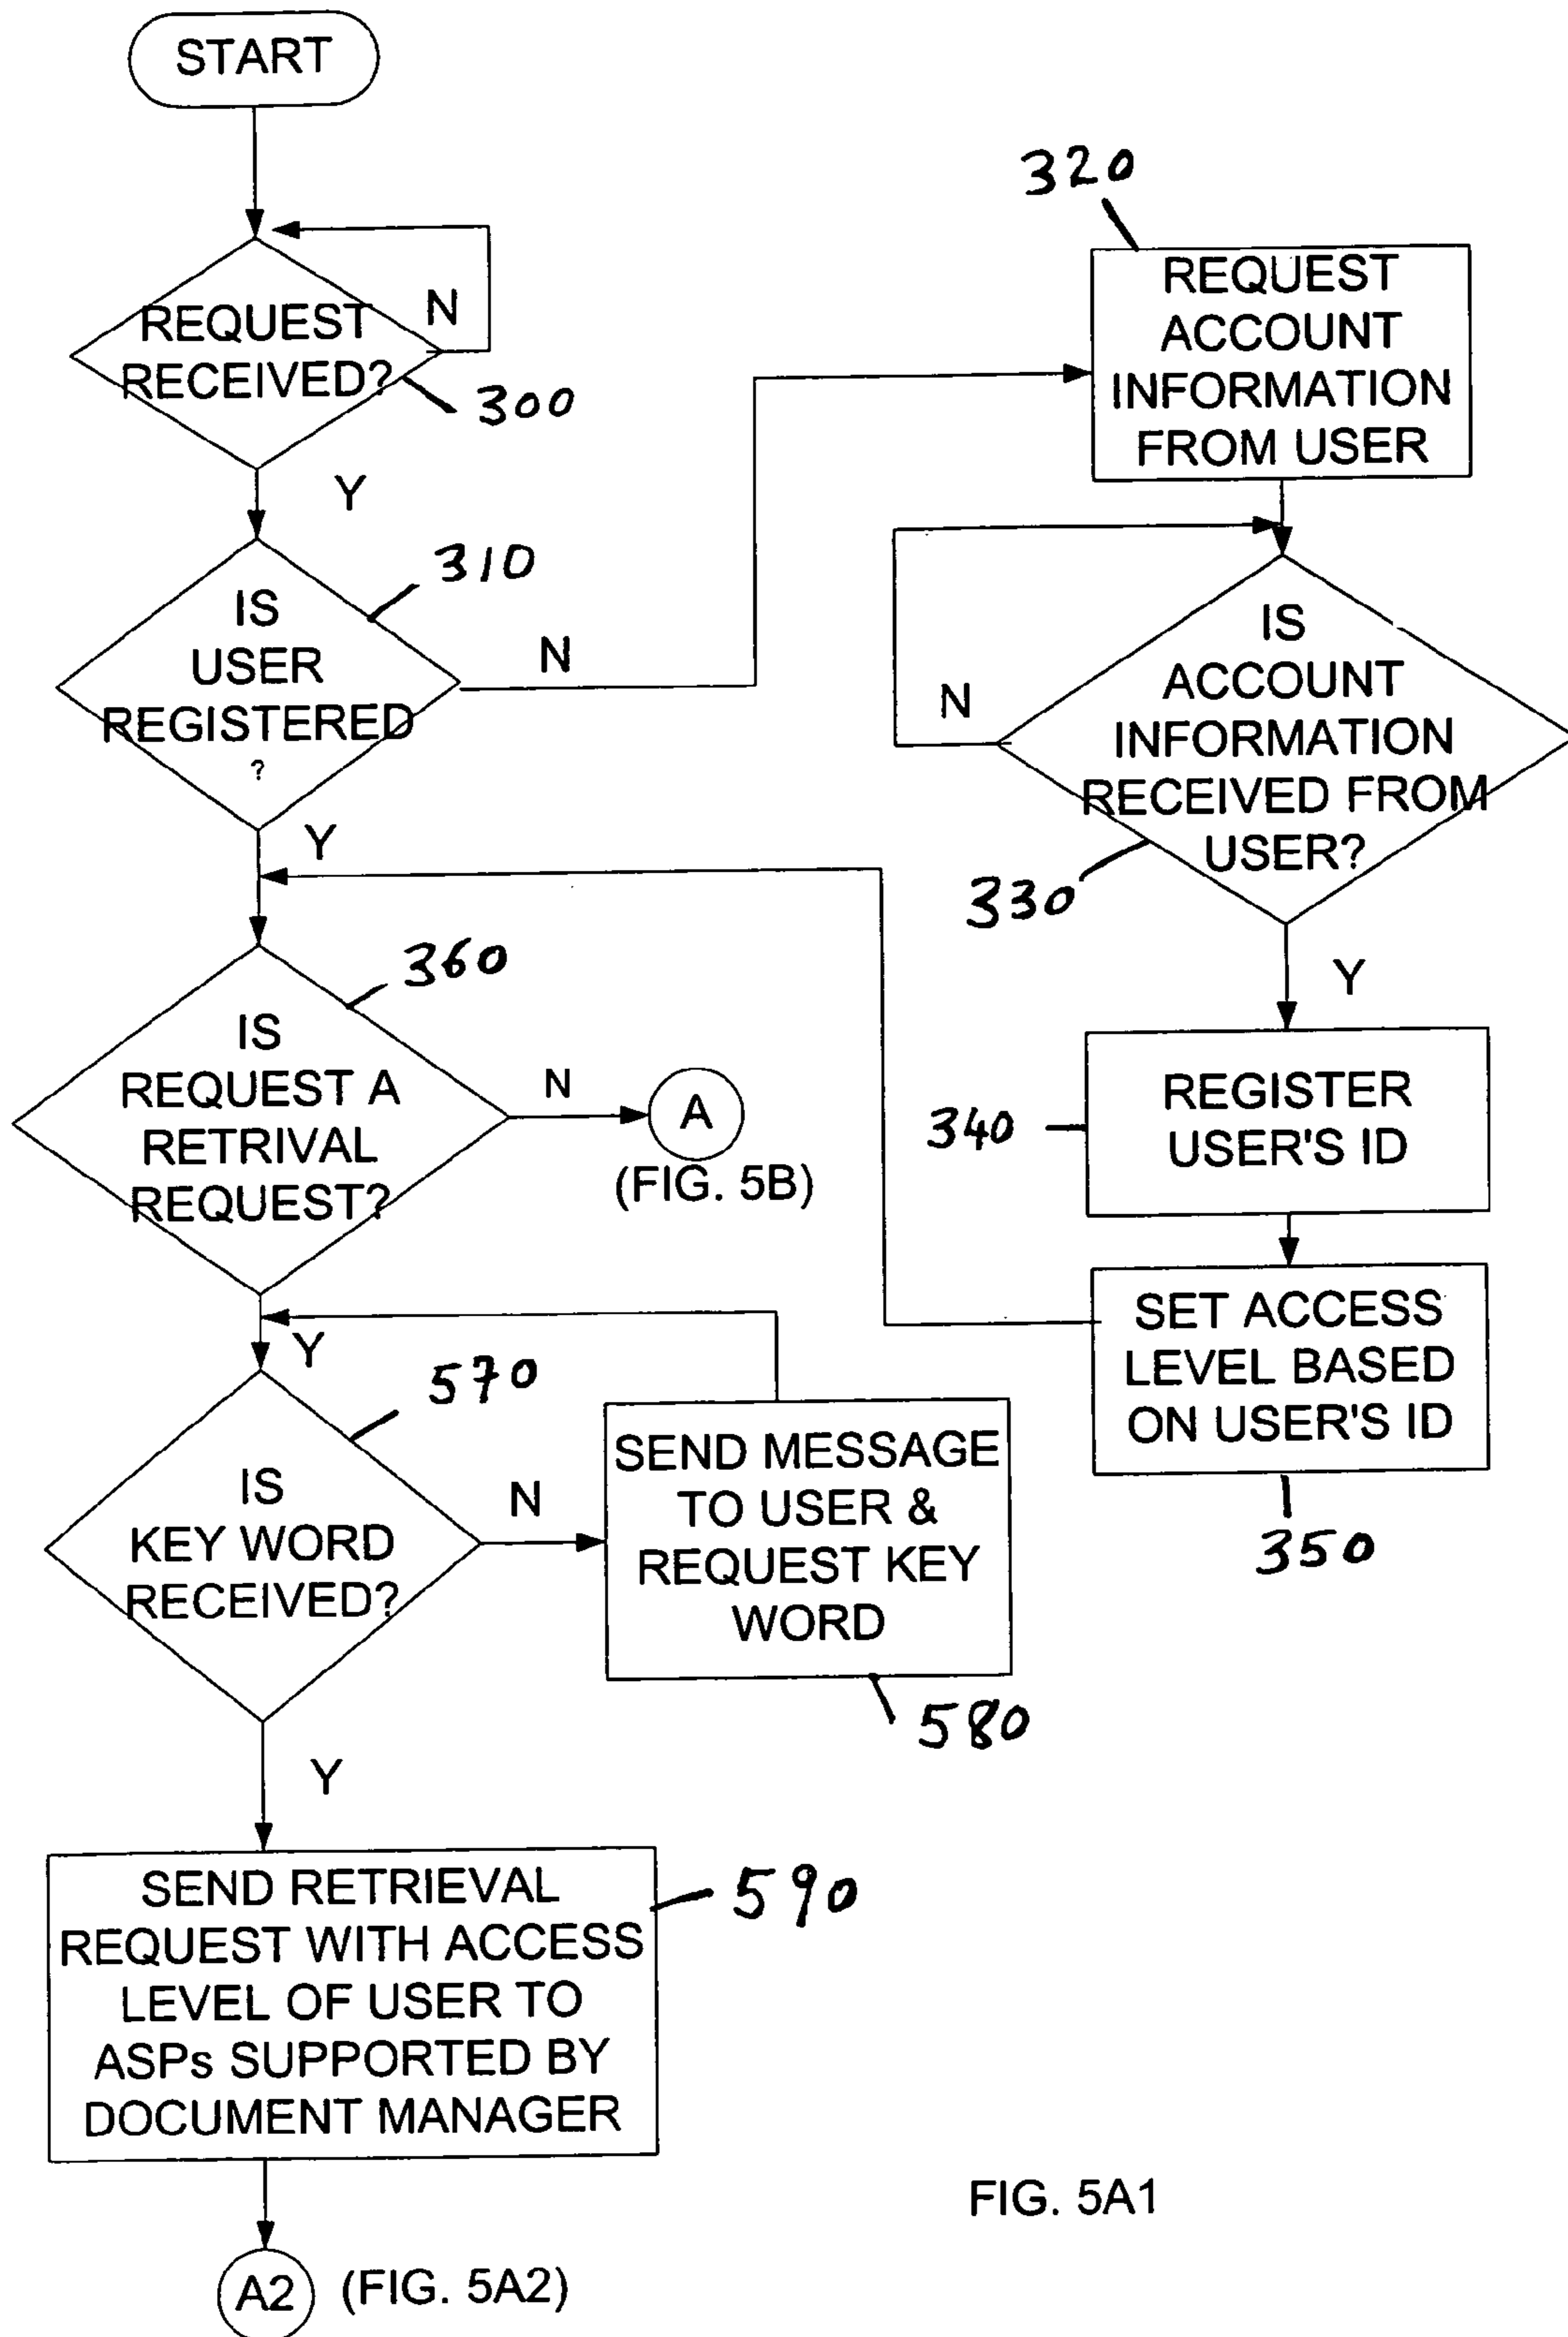 START
REQUEST
RECEIVED?
N
300
Y
IS
USER
REGISTERED
?
310
N
Y
320
REQUEST
ACCOUNT
INFORMATION
FROM USER
IS
ACCOUNT
INFORMATION
RECEIVED FROM
USER?
N
330
Y
340
REGISTER
USER'S ID
SET ACCESS
LEVEL BASED
ON USER'S ID
350
360
IS
REQUEST A
RETRIVAL
REQUEST?
N
A
(FIG. 5B)
Y
570
IS
KEY WORD
RECEIVED?
N
SEND MESSAGE
TO USER &
REQUEST KEY
WORD
580
Y
SEND RETRIEVAL
REQUEST WITH ACCESS
LEVEL OF USER TO
ASPs SUPPORTED BY
DOCUMENT MANAGER
590
A2
(FIG. 5A2)
FIG. 5A1